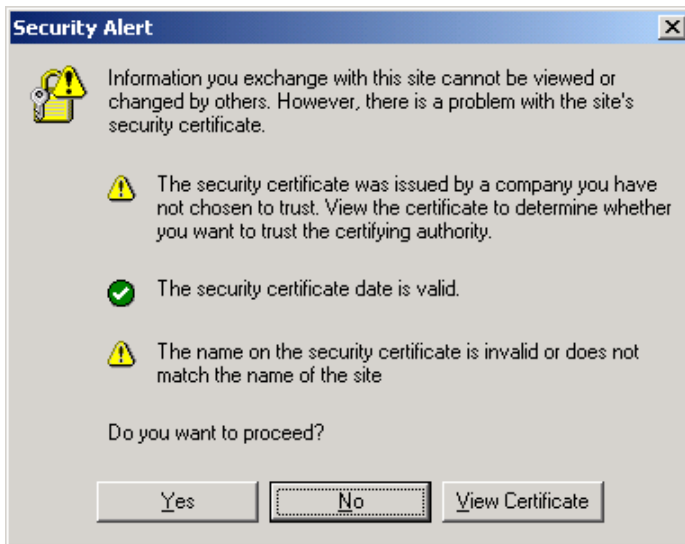 Security Alert
Information you exchange with this site cannot be viewed or
changed by others. However, there is a problem with the site's
security certificate.
The security certificate was issued by a company you have
not chosen to trust. View the certificate to determine whether
you want to trust the certifying authority.
The security certificate date is valid.
The name on the security certificate is invalid or does not
match the name of the site
Do you want to proceed?
Yes No View Certificate